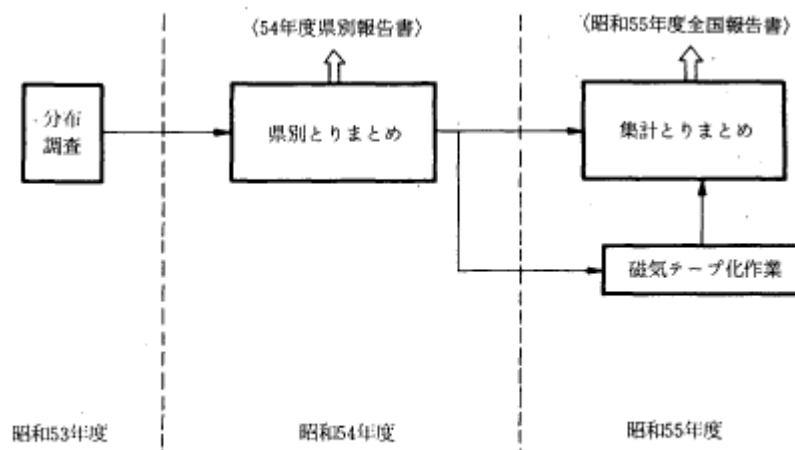 〈54年度県別報告書〉
〈昭和55年度全国報告書〉
分布
調査
県別とりまとめ
集計とりまとめ
磁気テープ化作業
昭和53年度
昭和54年度
昭和55年度